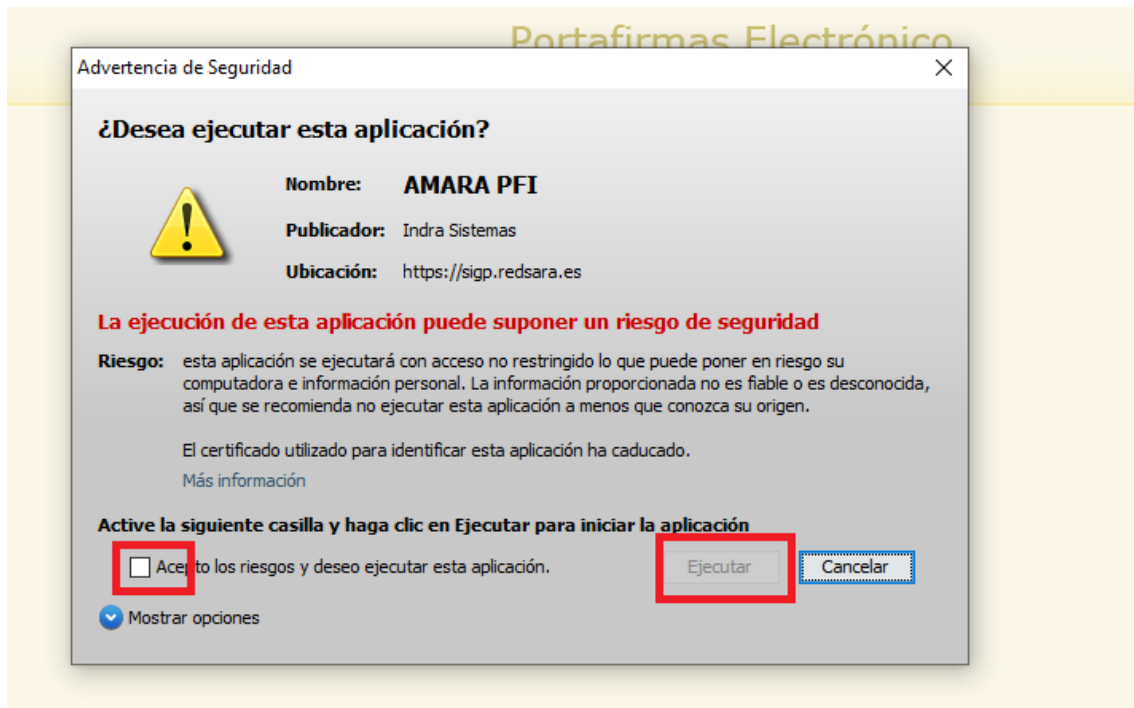 Portafirmas Electrónico
Advertencia de Seguridad
¿Desea ejecutar esta aplicación?
Nombre: AMARA PFI
Publicador: Indra Sistemas
Ubicación: https://sigp.redsara.es
La ejecución de esta aplicación puede suponer un riesgo de seguridad
Riesgo: esta aplicación se ejecutará con acceso no restringido lo que puede poner en riesgo su
computadora e información personal. La información proporcionada no es fiable o es desconocida,
así que se recomienda no ejecutar esta aplicación a menos que conozca su origen.
El certificado utilizado para identificar esta aplicación ha caducado.
Más información
Active la siguiente casilla y haga clic en Ejecutar para iniciar la aplicación
Acepto los riesgos y deseo ejecutar esta aplicación. Ejecutar Cancelar
Mostrar opciones